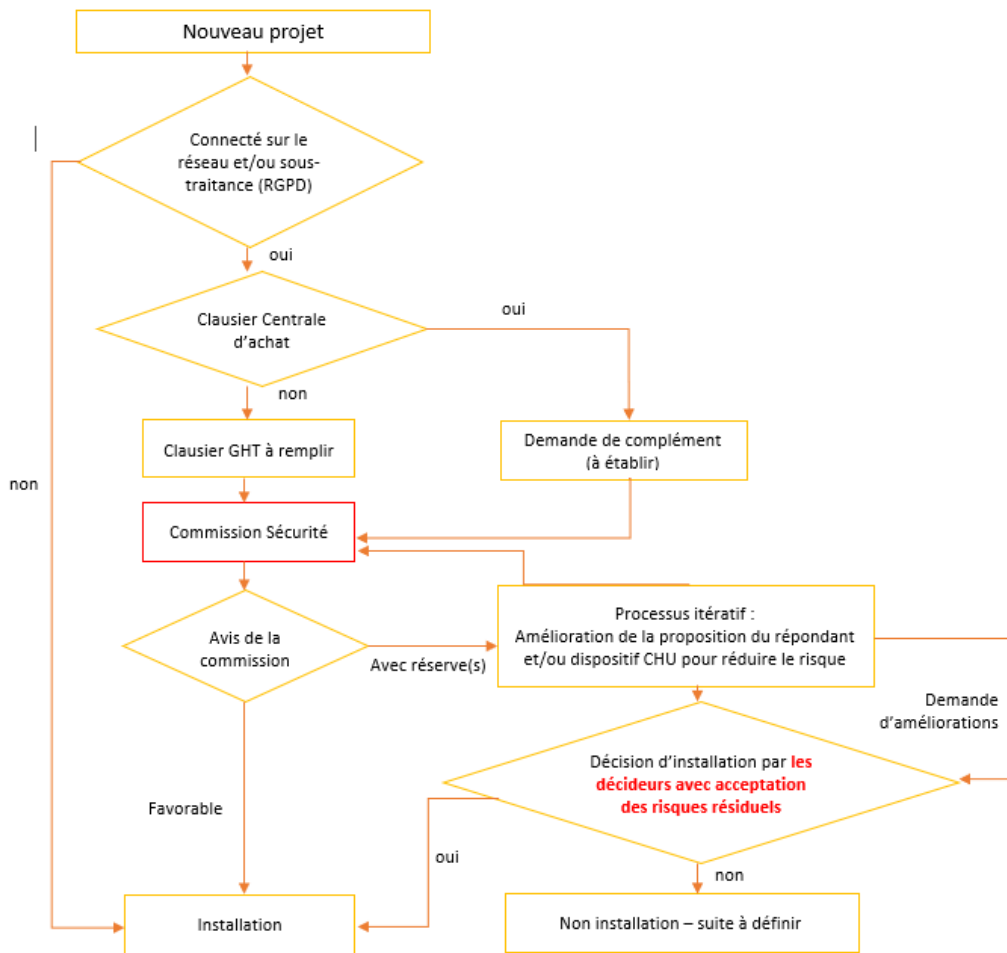 Nouveau projet
Connecté sur le
réseau et/ou sous-
traitance (RGPD)
oui
Clausier Centrale
d’achat
oui
non
Clausier GHT à remplir
Demande de complément
(à établir)
non
Commission Sécurité
Avis de la
commission
Avec réserve(s)
Processus itératif :
Amélioration de la proposition du répondant
et/ou dispositif CHU pour réduire le risque
Demande
d’améliorations
Décision d’installation par les
décideurs avec acceptation
des risques résiduels
Favorable
oui
non
Installation
Non installation – suite à définir